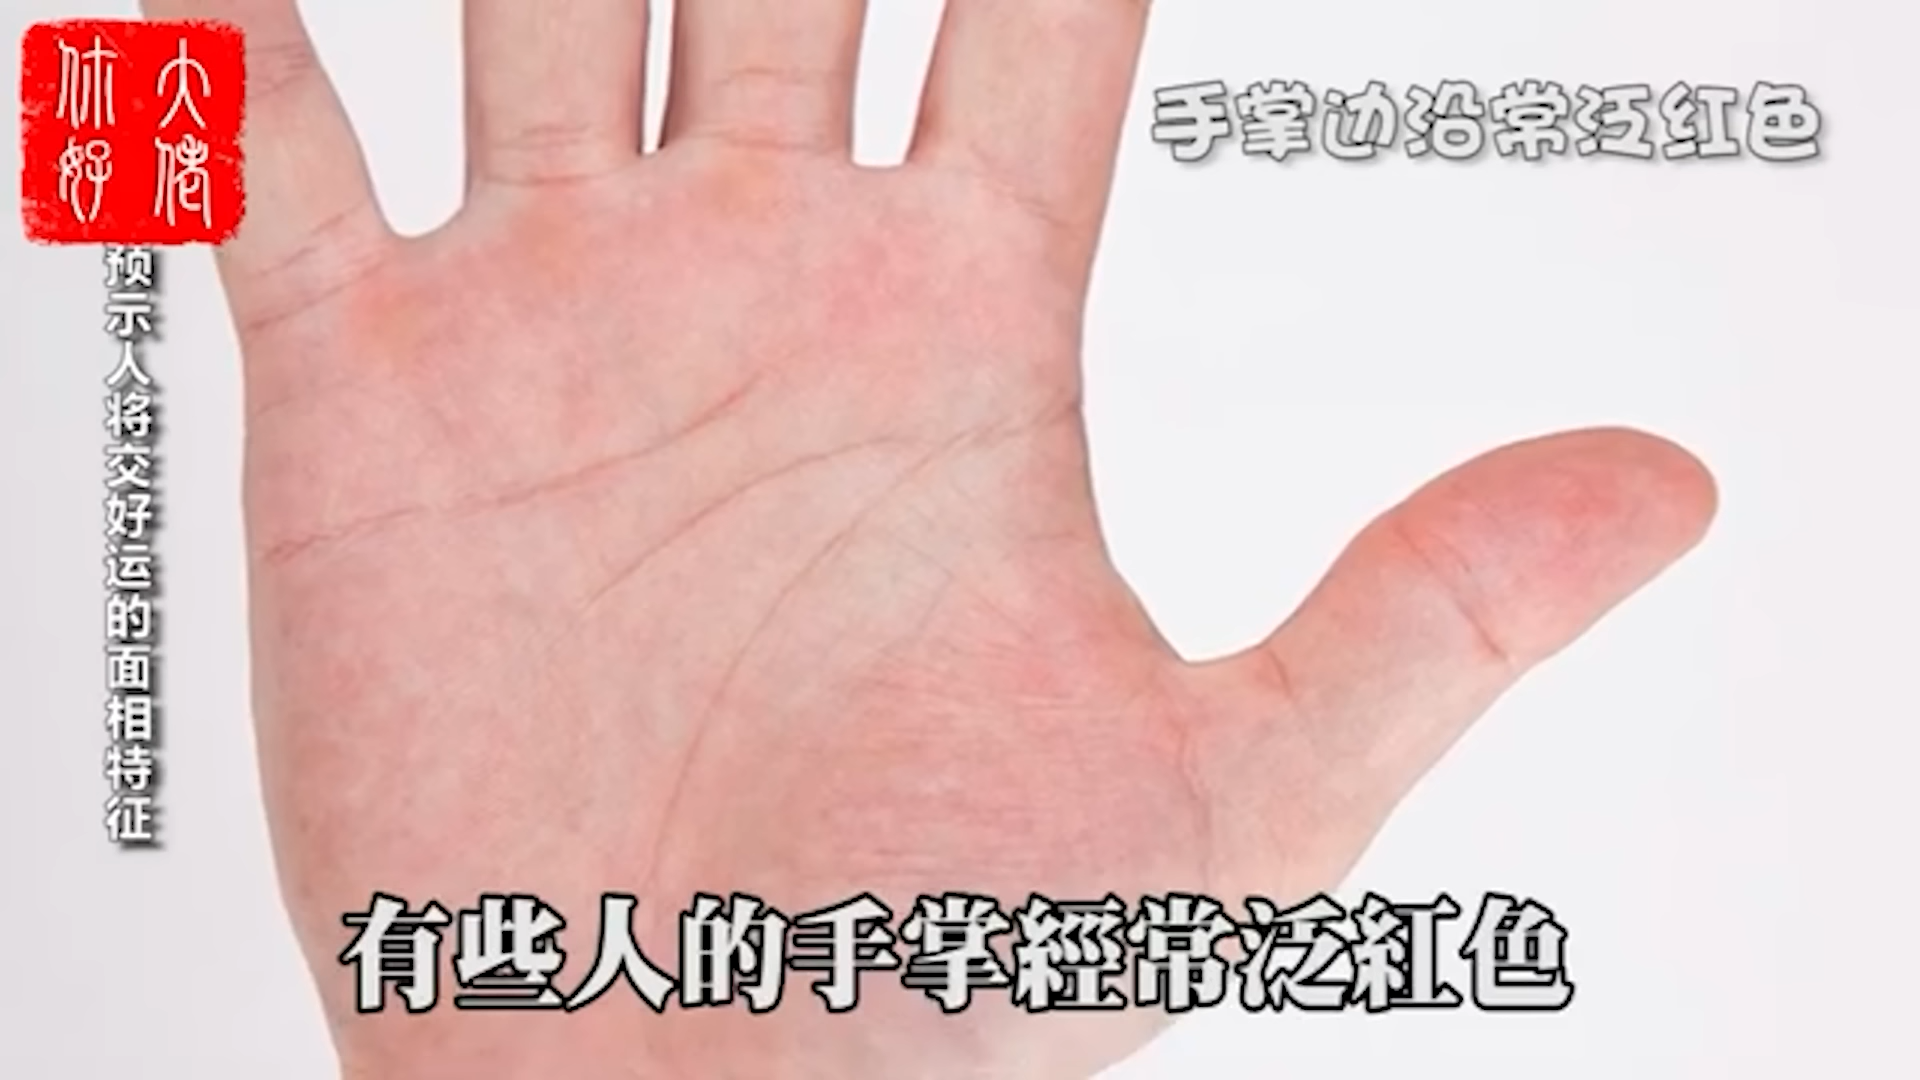 大佬
休好
手掌边沿常泛红色
预示人将交好运的面相特征
有些人的手掌經常泛紅色